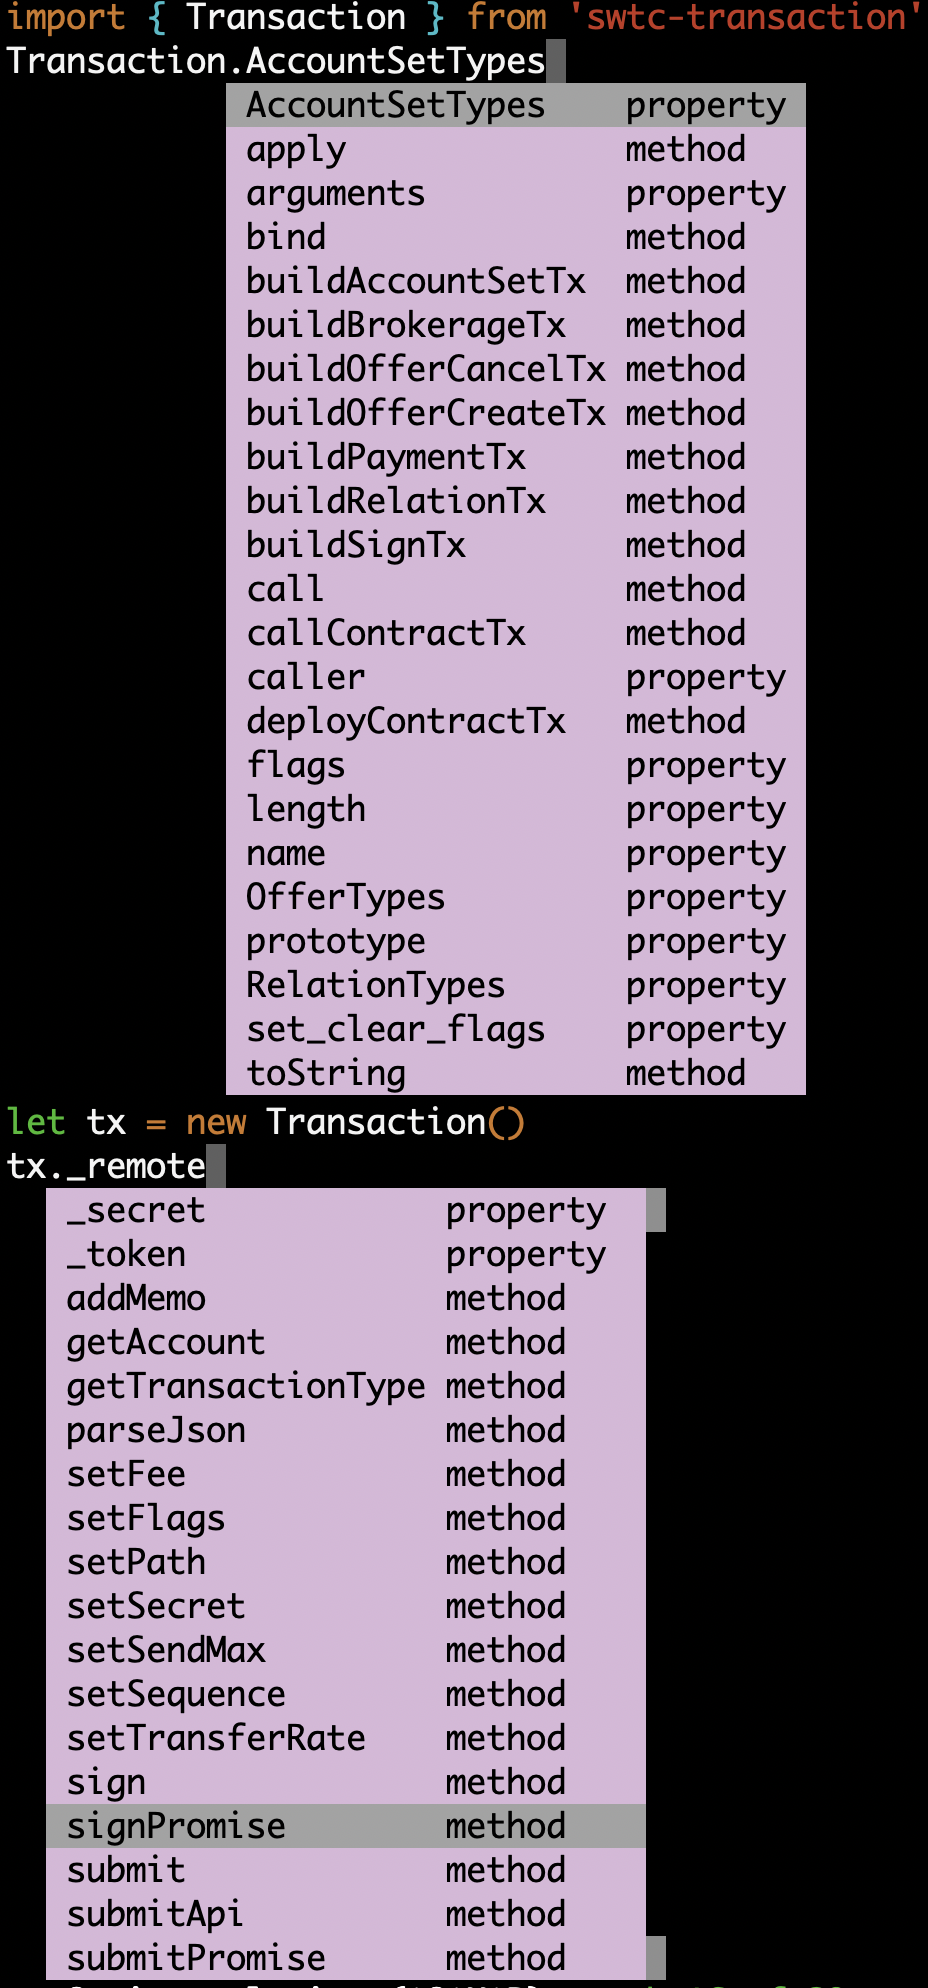 import { Transaction } from 'swtc-transaction'
Transaction.AccountSetTypes
AccountSetTypes property
apply method
arguments property
bind method
buildAccountSetTx method
buildBrokerageTx method
buildOfferCancelTx method
buildOfferCreateTx method
buildPaymentTx method
buildRelationTx method
buildSignTx method
call method
callContractTx method
caller property
deployContractTx method
flags property
length property
name property
OfferTypes property
prototype property
RelationTypes property
set_clear_flags property
toString method
let tx = new Transaction()
tx._remote
_secret property
_token property
addMemo method
getAccount method
getTransactionType method
parseJson method
setFee method
setFlags method
setPath method
setSecret method
setSendMax method
setSequence method
setTransferRate method
sign method
signPromise method
submit method
submitApi method
submitPromise method